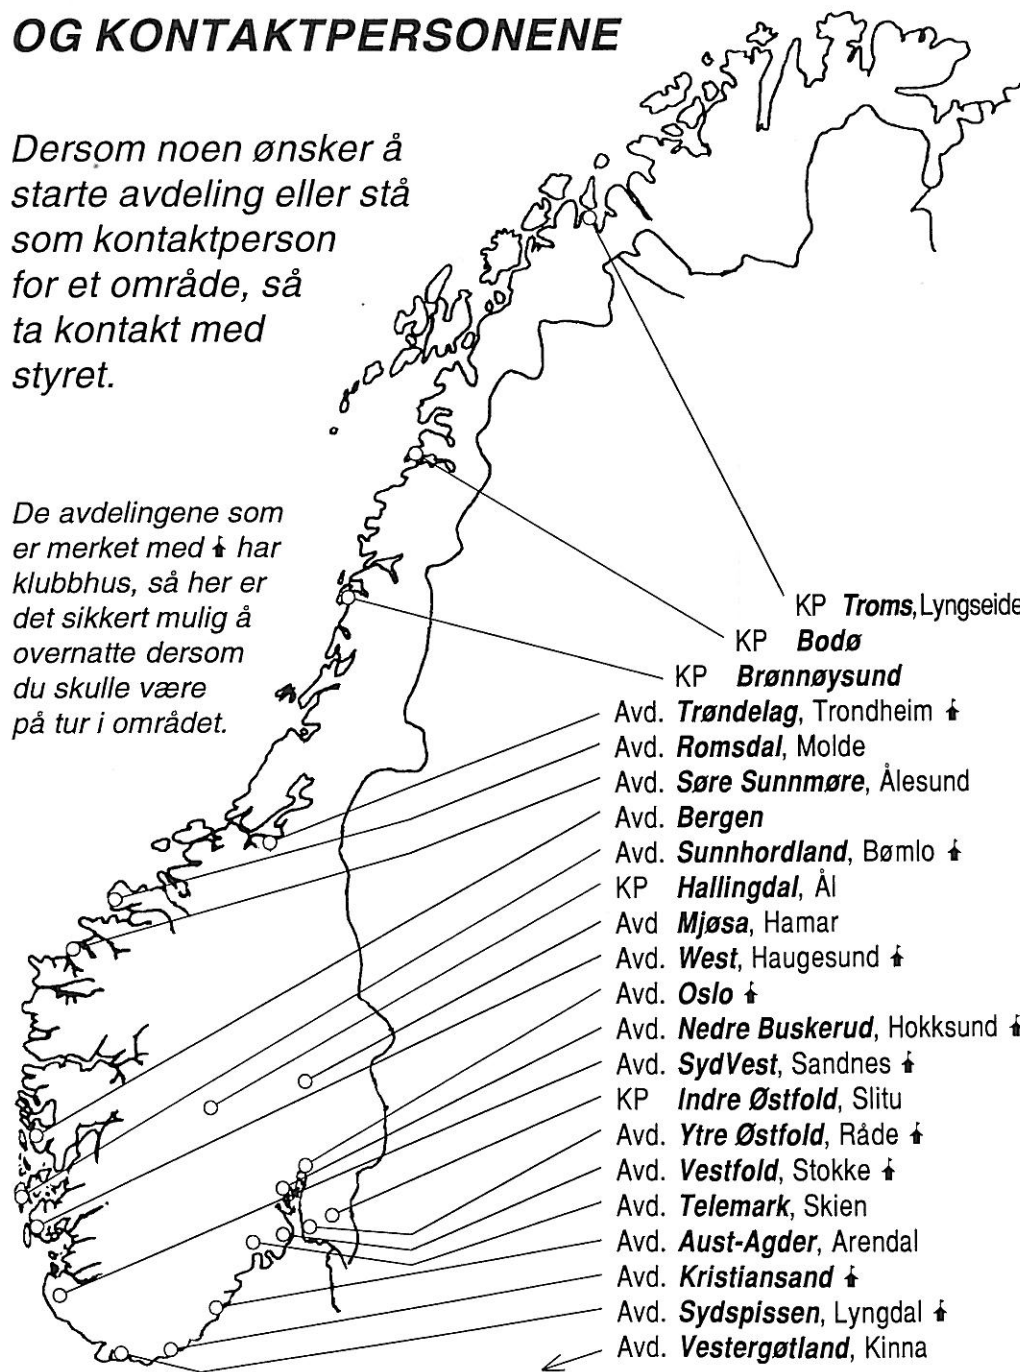 OG KONTAKTPERSONENE
Dersom noen ønsker å
starte avdeling eller stå
som kontaktperson
for et område, så
ta kontakt med
styret.
De avdelingene som
er merket med har
klubbhus, så her er
det sikkert mulig å
overnatte dersom
du skulle være
på tur i området.
KP Troms, Lyngseide
KP Bodø
KP Brønnøysund
Avd. Trøndelag, Trondheim
Avd. Romsdal, Molde
Avd. Søre Sunnmøre, Ålesund
Avd. Bergen
Avd. Sunnhordland, Bømlo
KP Hallingdal, Ål
Avd Mjøsa, Hamar
Avd. West, Haugesund
Avd. Oslo
Avd. Nedre Buskerud, Hokksund
Avd. SydVest, Sandnes
KP Indre Østfold, Slitu
Avd. Ytre Østfold, Råde
Avd. Vestfold, Stokke
Avd. Telemark, Skien
Avd. Aust-Agder, Arendal
Avd. Kristiansand
Avd. Sydspissen, Lyngdal
Avd. Vestergøtland, Kinna